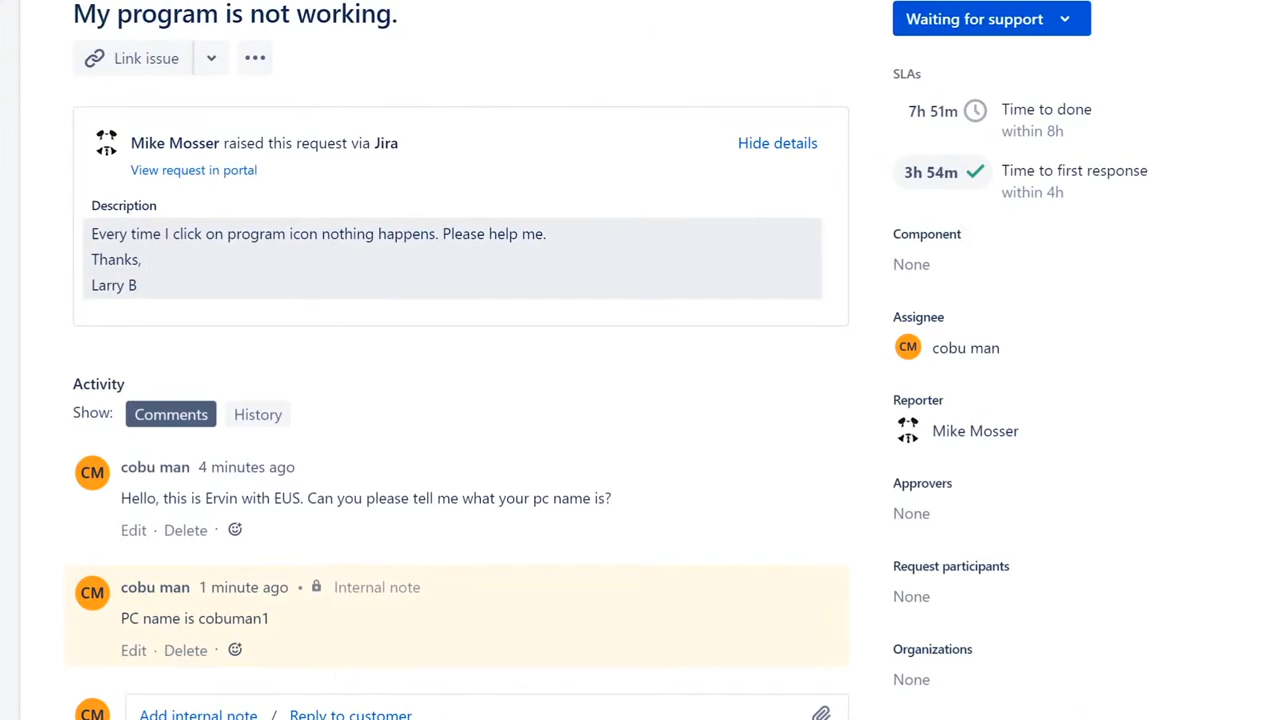 My program is not working.
Waiting for support
Link issue
SLAs
7h 51m Time to done
within 8h
Mike Mosser raised this request via Jira
Hide details
View request in portal
3h 54m Time to first response
within 4h
Description
Every time I click on program icon nothing happens. Please help me.
Thanks,
Larry B
Component
None
Assignee
CM cobu man
Activity
Show: Comments History
Reporter
Mike Mosser
CM cobu man 4 minutes ago
Hello, this is Ervin with EUS. Can you please tell me what your pc name is?
Edit · Delete ·
Approvers
None
CM cobu man 1 minute ago • Internal note
PC name is cobuman1
Edit · Delete ·
Request participants
None
Organizations
None
CM Add internal note / Reply to customer